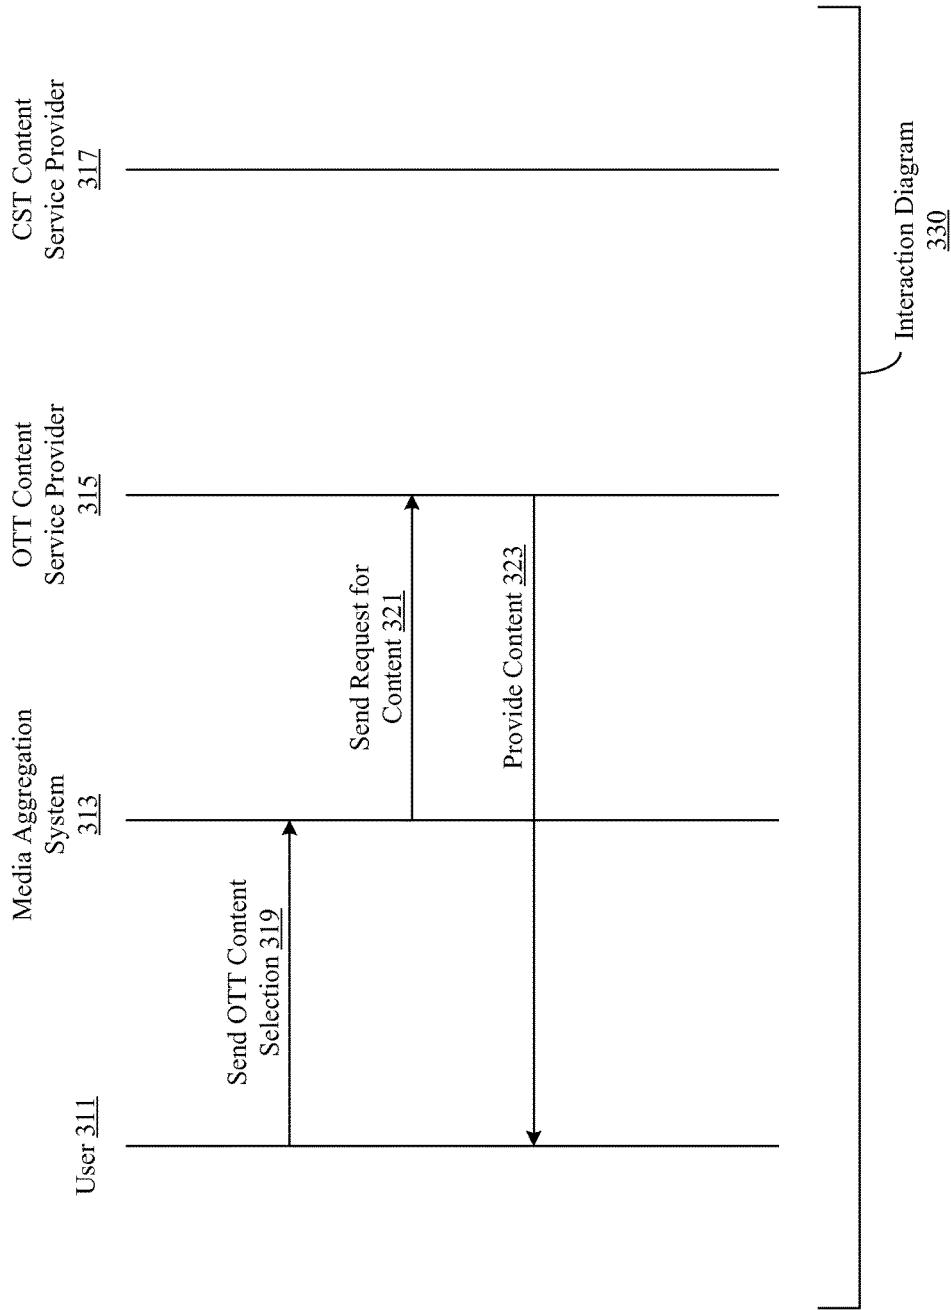 User 311
Media Aggregation
System
313
OTT Content
Service Provider
315
CST Content
Service Provider
317
Send OTT Content
Selection 319
Send Request for
Content 321
Provide Content 323
Interaction Diagram
330